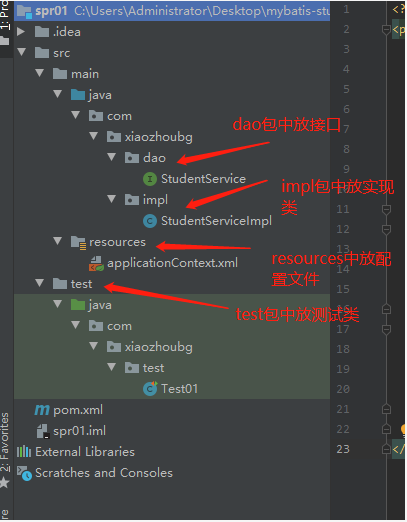 1: Pro
spr01 C:\Users\Administrator\Desktop\mybatis-stu
.idea
src
main
java
com
xiaozhoubg
dao
dao包中放接口
StudentService
impl
impl包中放实现类
StudentServiceImpl
resources
resources中放配置文件
applicationContext.xml
test
test包中放测试类
java
com
xiaozhoubg
test
Test01
pom.xml
spr01.iml
External Libraries
Scratches and Consoles
2: Favorites
re
1 <?
2 <p
3
4
5
6
7
8
9
11
12
13
14
15
16
17
18
19
20
21
22
23 </